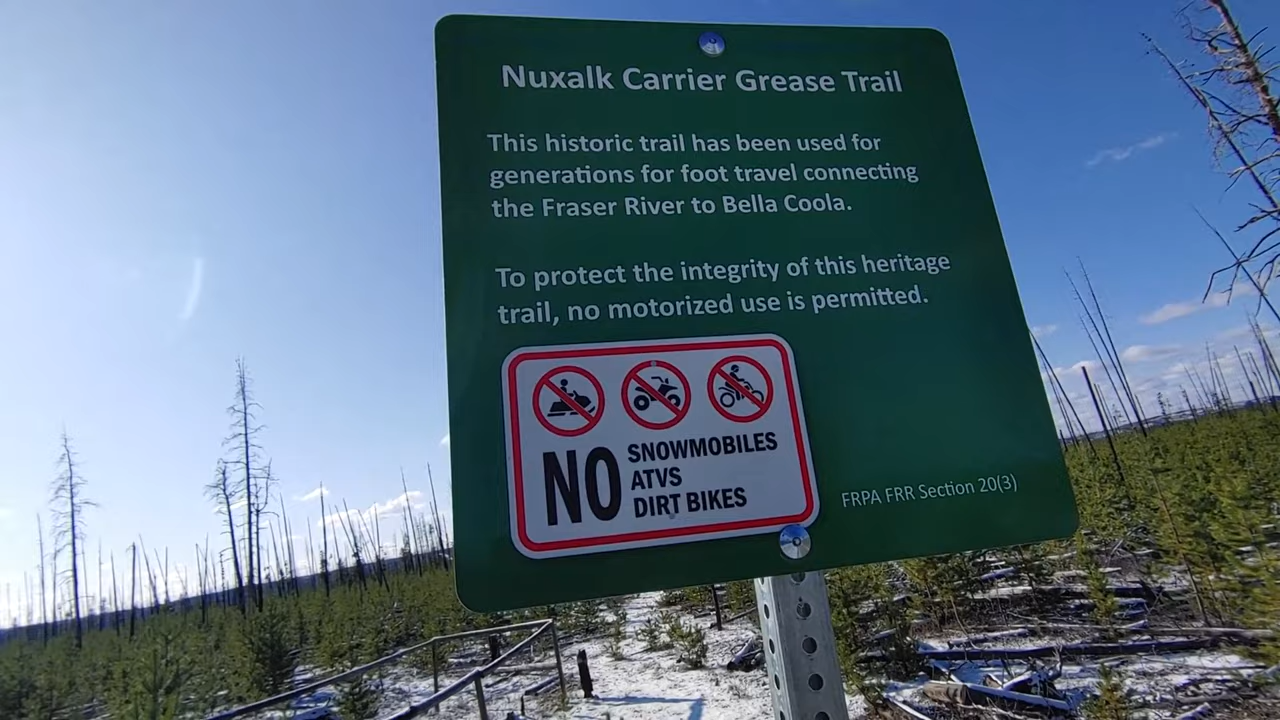 Nuxalk Carrier Grease Trail
This historic trail has been used for
generations for foot travel connecting
the Fraser River to Bella Coola.
To protect the integrity of this heritage
trail, no motorized use is permitted.
NO
SNOWMOBILES
ATVS
DIRT BIKES
FRPA FRR Section 20(3)